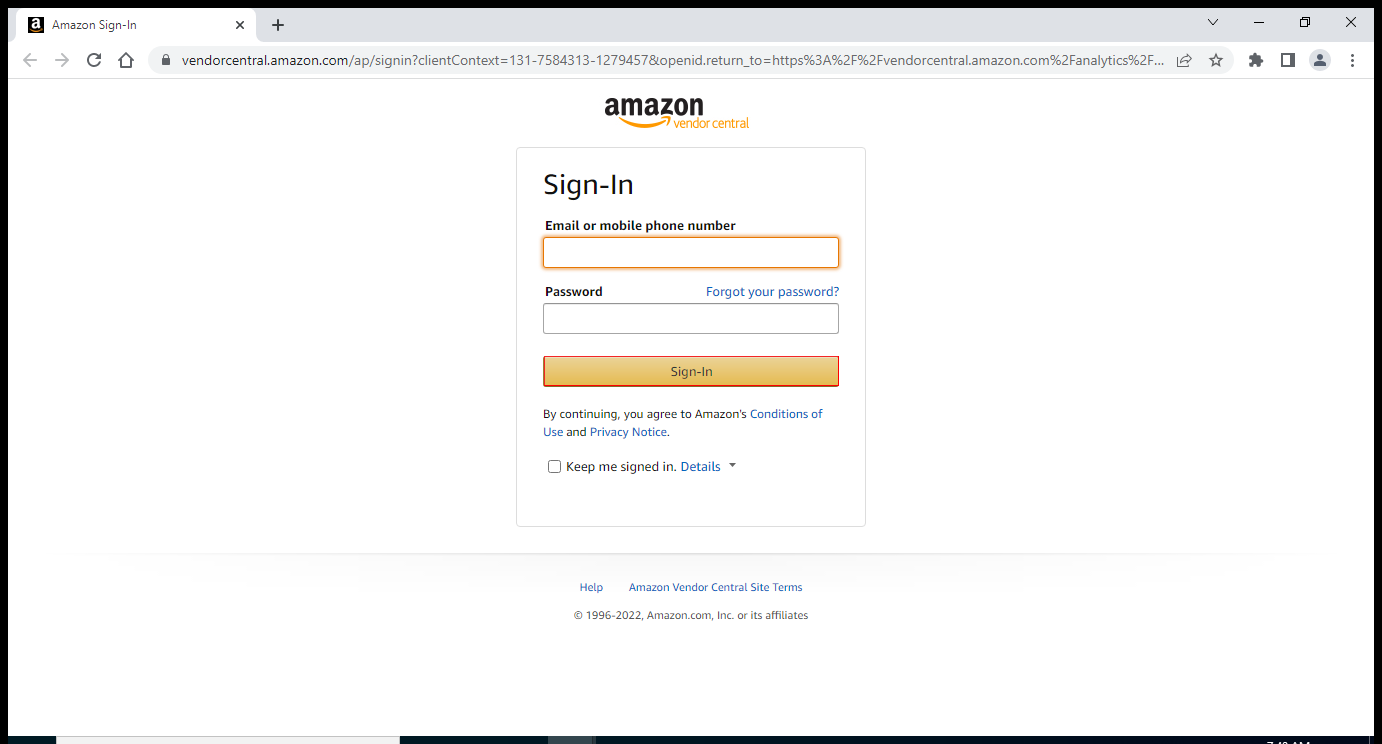 Amazon Sign-In
vendorcentral.amazon.com/ap/signin?clientContext=131-7584313-1279457&openid.return_to=https%3A%2F%2Fvendorcentral.amazon.com%2Fanalytics%2F...
amazon
vendor central
Sign-In
Email or mobile phone number
Password Forgot your password?
Sign-In
By continuing, you agree to Amazon's Conditions of
Use and Privacy Notice.
Keep me signed in. Details
Help Amazon Vendor Central Site Terms
© 1996-2022, Amazon.com, Inc. or its affiliates